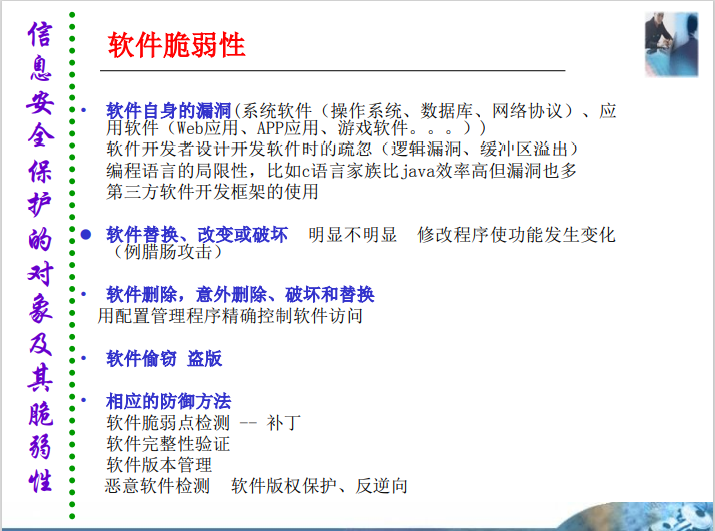 信息安全保护的对象及其脆弱性
软件脆弱性
• 软件自身的漏洞(系统软件（操作系统、数据库、网络协议）、应
用软件（Web应用、APP应用、游戏软件。。。）)
软件开发者设计开发软件时的疏忽（逻辑漏洞、缓冲区溢出）
编程语言的局限性，比如c语言家族比java效率高但漏洞也多
第三方软件开发框架的使用
● 软件替换、改变或破坏 明显不明显 修改程序使功能发生变化
（例腊肠攻击）
• 软件删除，意外删除、破坏和替换
用配置管理程序精确控制软件访问
• 软件偷窃 盗版
• 相应的防御方法
软件脆弱点检测 -- 补丁
软件完整性验证
软件版本管理
恶意软件检测 软件版权保护、反逆向